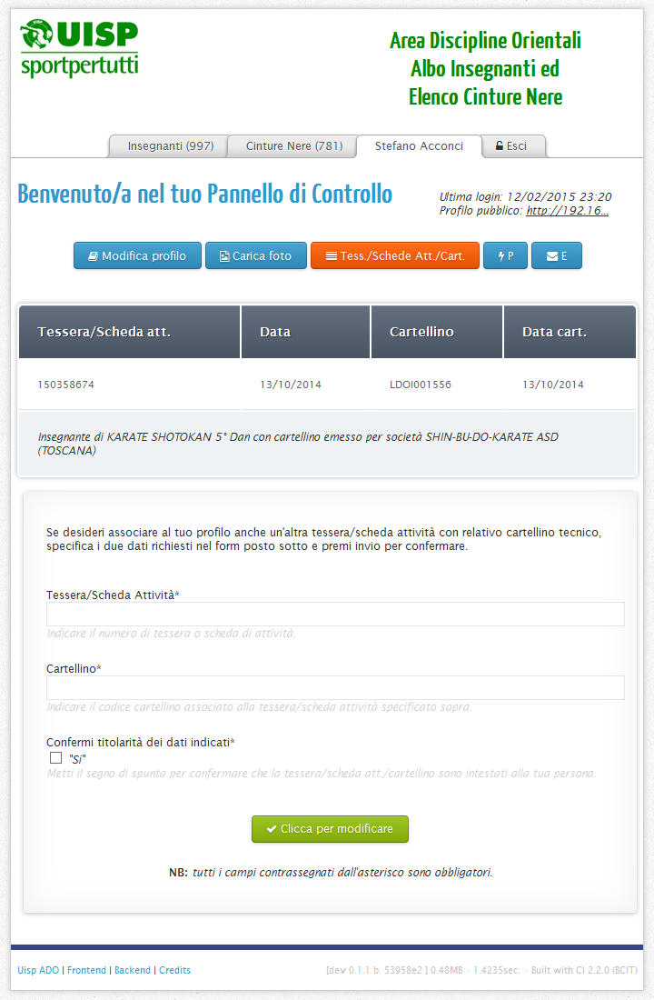 UISP
sportpertutti
Area Discipline Orientali
Albo Insegnanti ed
Elenco Cinture Nere
Insegnanti (997)
Cinture Nere (781)
Stefano Acconci
Esci
Benvenuto/a nel tuo Pannello di Controllo
Ultima login: 12/02/2015 23:20
Profilo pubblico: http://192.16...
Modifica profilo
Carica foto
Tess./Schede Att./Cart.
P
E
Tessera/Scheda att. Data Cartellino Data cart.
150358674 13/10/2014 LDOI001556 13/10/2014
Insegnante di KARATE SHOTOKAN 5° Dan con cartellino emesso per società SHIN-BU-DO-KARATE ASD
(TOSCANA)
Se desideri associare al tuo profilo anche un'altra tessera/scheda attività con relativo cartellino tecnico,
specifica i due dati richiesti nel form posto sotto e premi invio per confermare.
Tessera/Scheda Attività*
Indicare il numero di tessera o scheda di attività.
Cartellino*
Indicare il codice cartellino associato alla tessera/scheda attività specificato sopra.
Confermi titolarità dei dati indicati*
"Si"
Metti il segno di spunta per confermare che la tessera/scheda att./cartellino sono intestati alla tua persona.
Clicca per modificare
NB: tutti i campi contrassegnati dall'asterisco sono obbligatori.
Uisp ADO | Frontend | Backend | Credits
[dev 0.1.1 b. 53958e2 ] 0.48MB - 1.4235sec. - Built with CI 2.2.0 (BCIT)